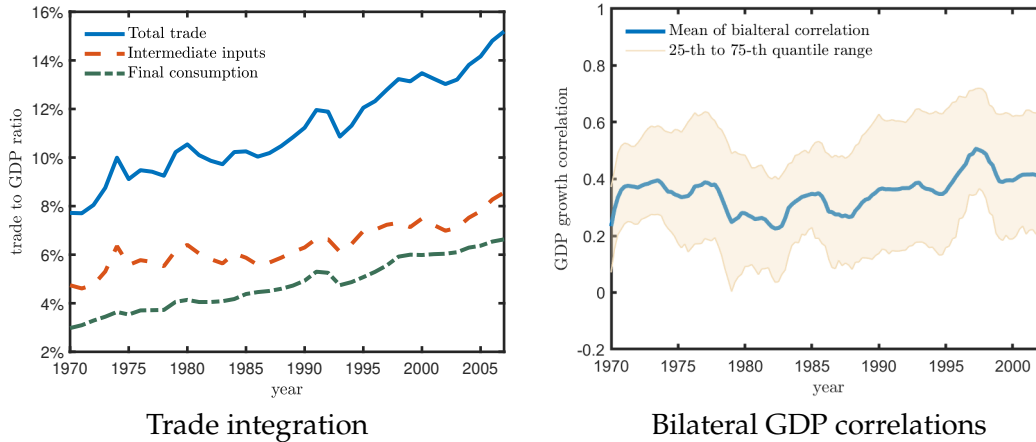 16%
14%
12%
10%
8%
6%
4%
2%
trade to GDP ratio
Total trade
Intermediate inputs
Final consumption
1970 1975 1980 1985 1990 1995 2000 2005
year
Trade integration
1
0.8
0.6
0.4
0.2
0
-0.2
GDP growth correlation
Mean of bialteral correlation
25-th to 75-th quantile range
1970 1975 1980 1985 1990 1995 2000
year
Bilateral GDP correlations